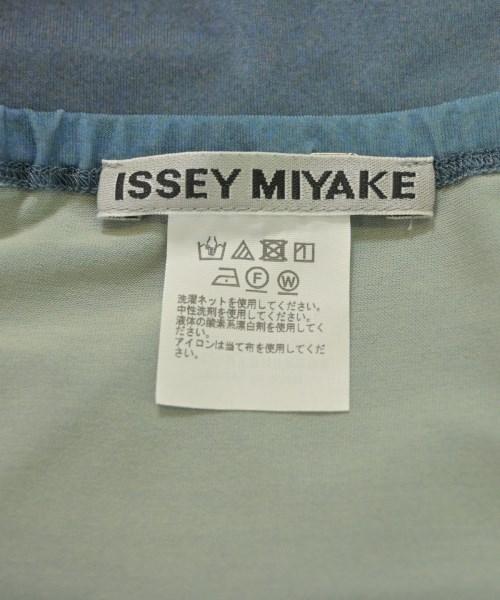 ISSEY MIYAKE
F W
洗濯ネットを使用してください。
中性洗剤を使用してください。
液体の酸素系漂白剤を使用してく
ださい。
アイロンは当て布を使用してくだ
さい。